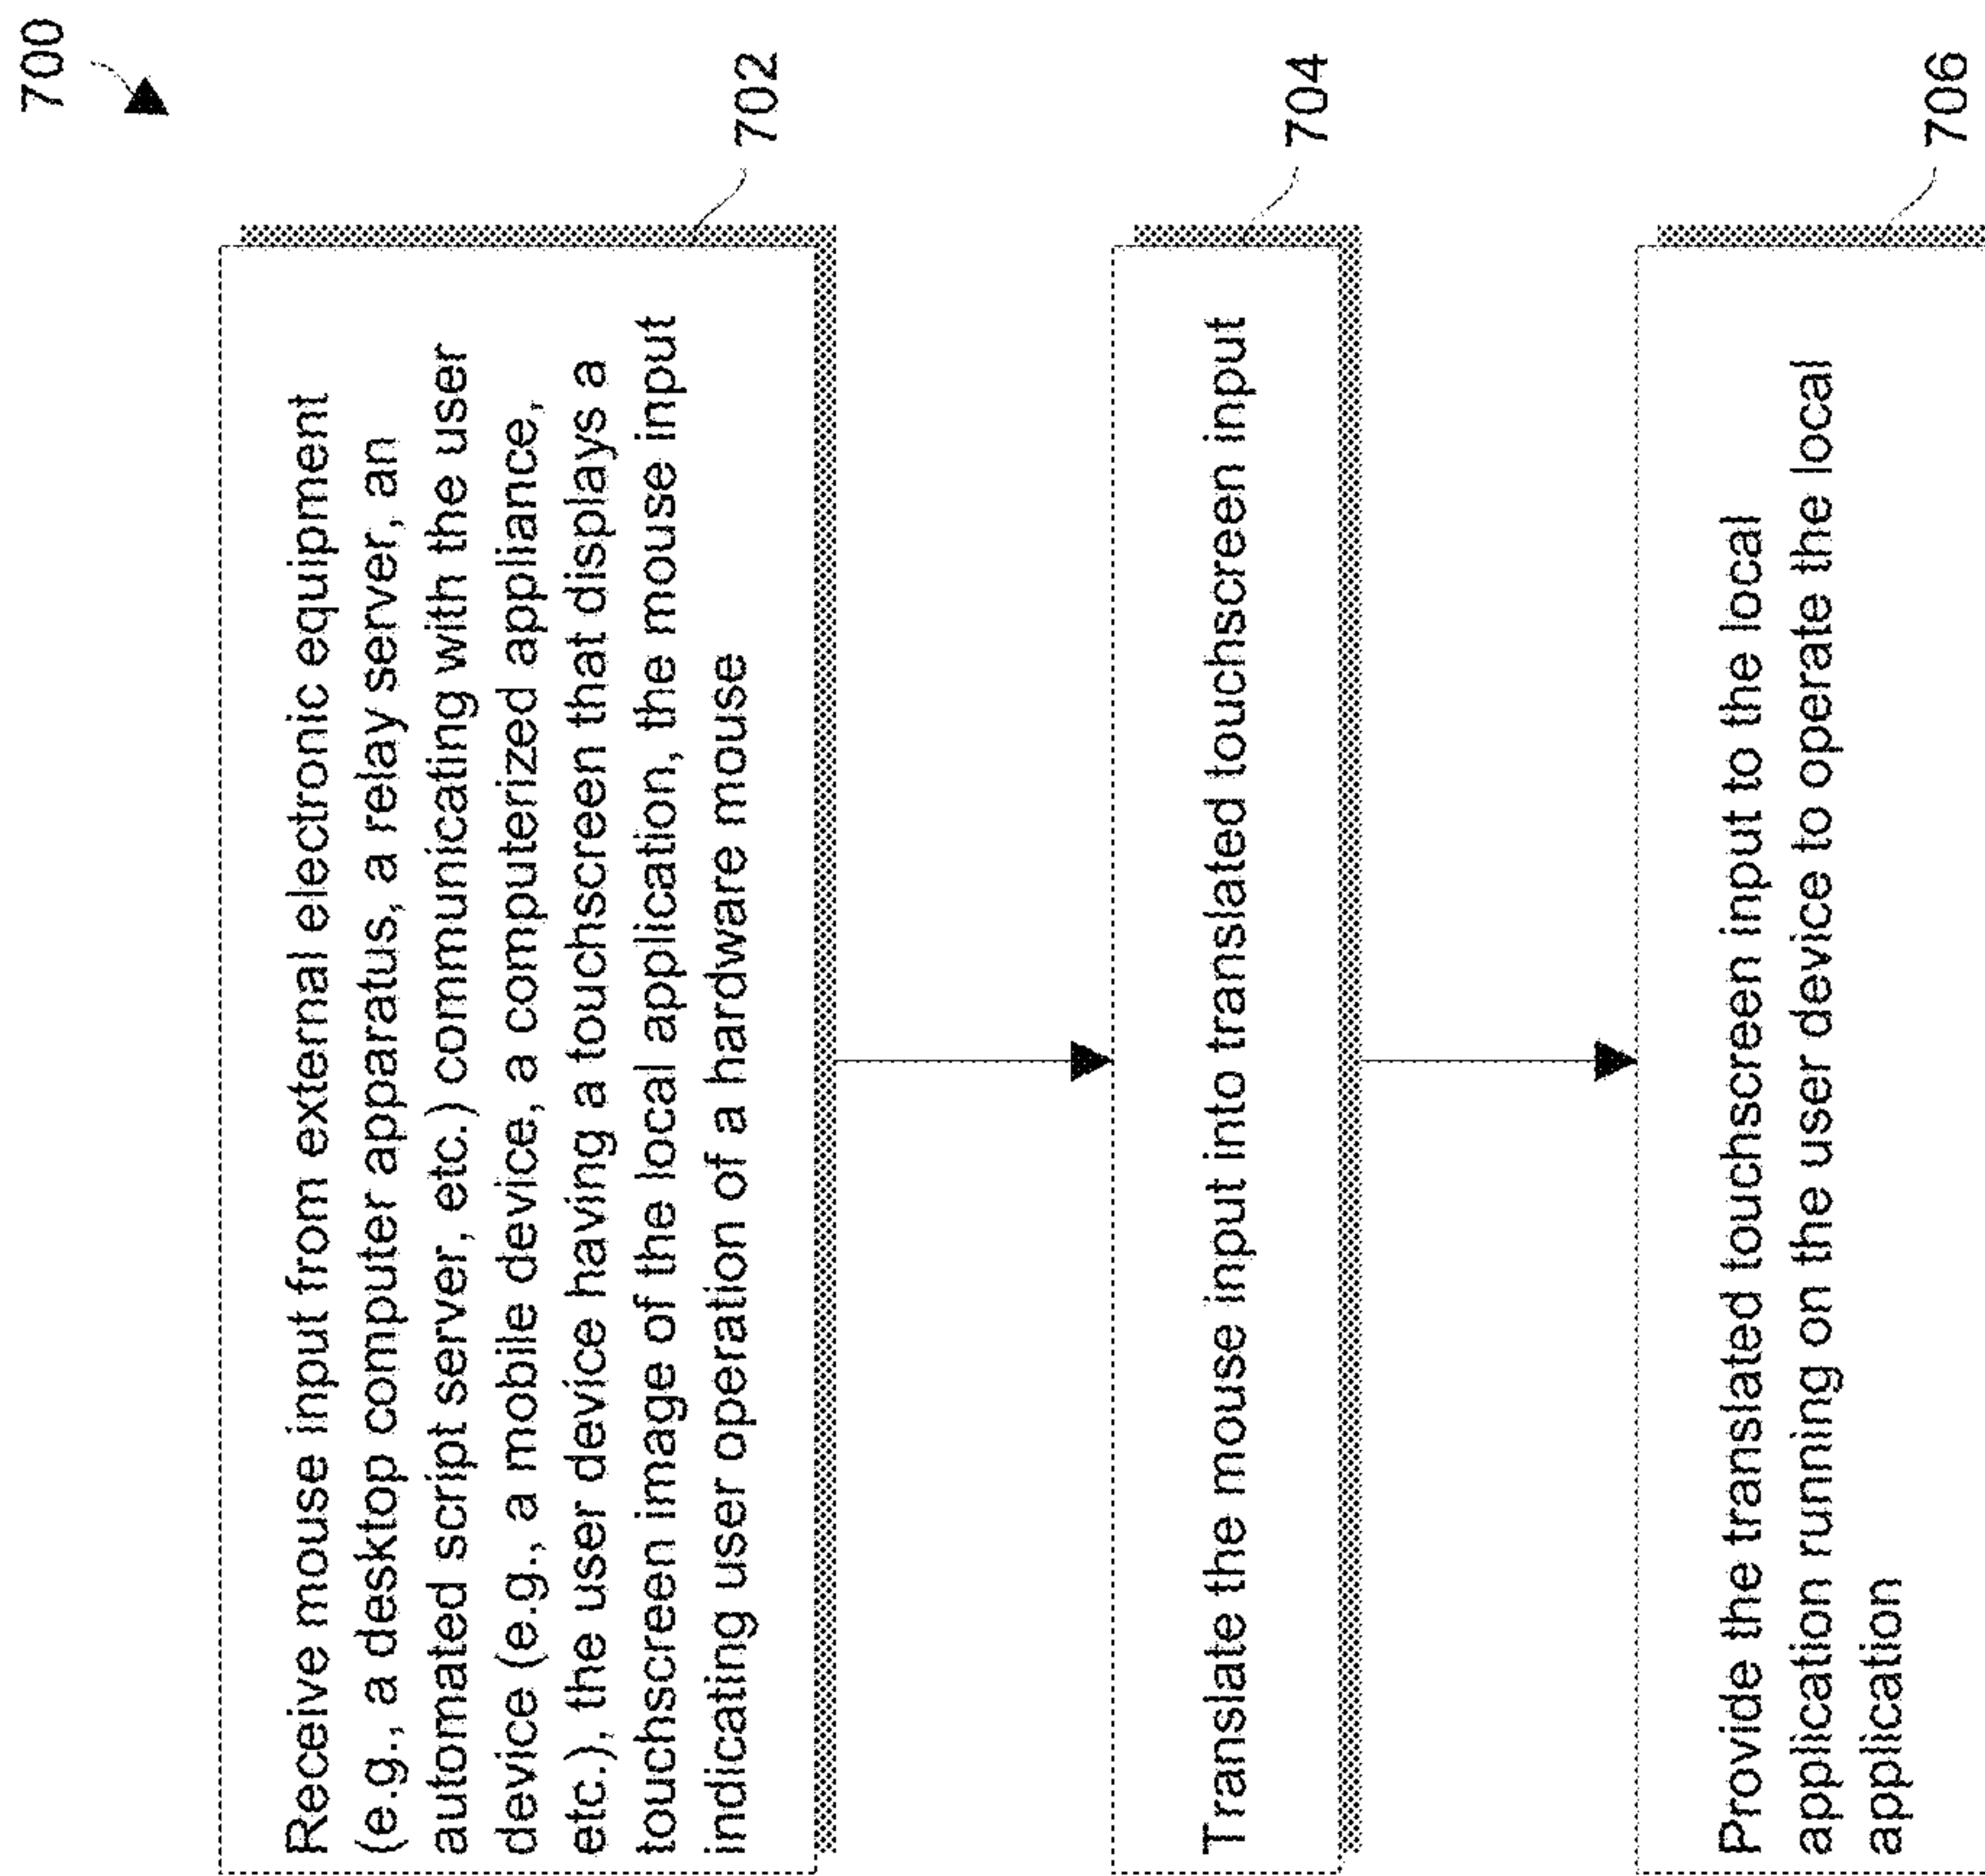 700
Receive mouse input from external electronic equipment
(e.g., a desktop computer apparatus, a relay server, an
automated script server, etc.) communicating with the user
device (e.g., a mobile device, a computerized appliance,
etc.), the user device having a touchscreen that displays a
touchscreen image of the local application, the mouse input
indicating user operation of a hardware mouse
702
Translate the mouse input into translated touchscreen input
704
Provide the translated touchscreen input to the local
application running on the user device to operate the local
application
706